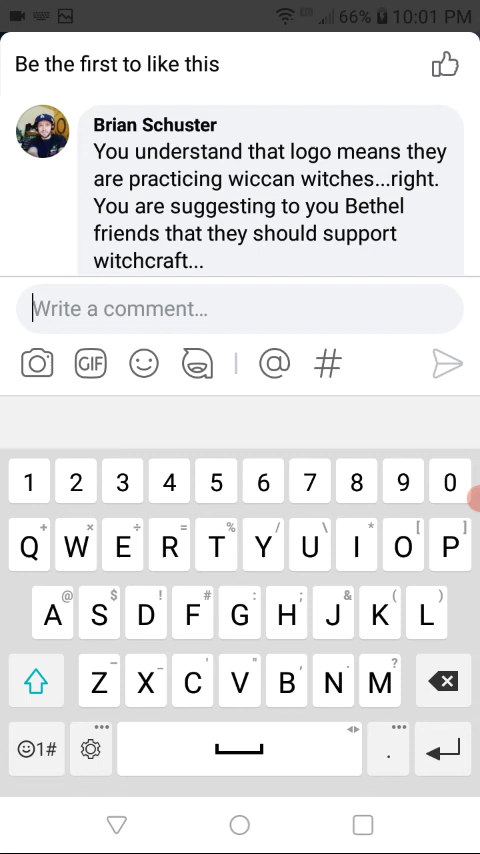 66% 10:01 PM
Be the first to like this
Brian Schuster
You understand that logo means they
are practicing wiccan witches...right.
You are suggesting to you Bethel
friends that they should support
witchcraft...
Write a comment...
GIF @ #
1 2 3 4 5 6 7 8 9 0
+ × ÷ = % / \ * [ ]
Q W E R T Y U I O P
@ $ ! # : ; & ( )
A S D F G H J K L
– _ ' " , . ?
Z X C V B N M
1# .